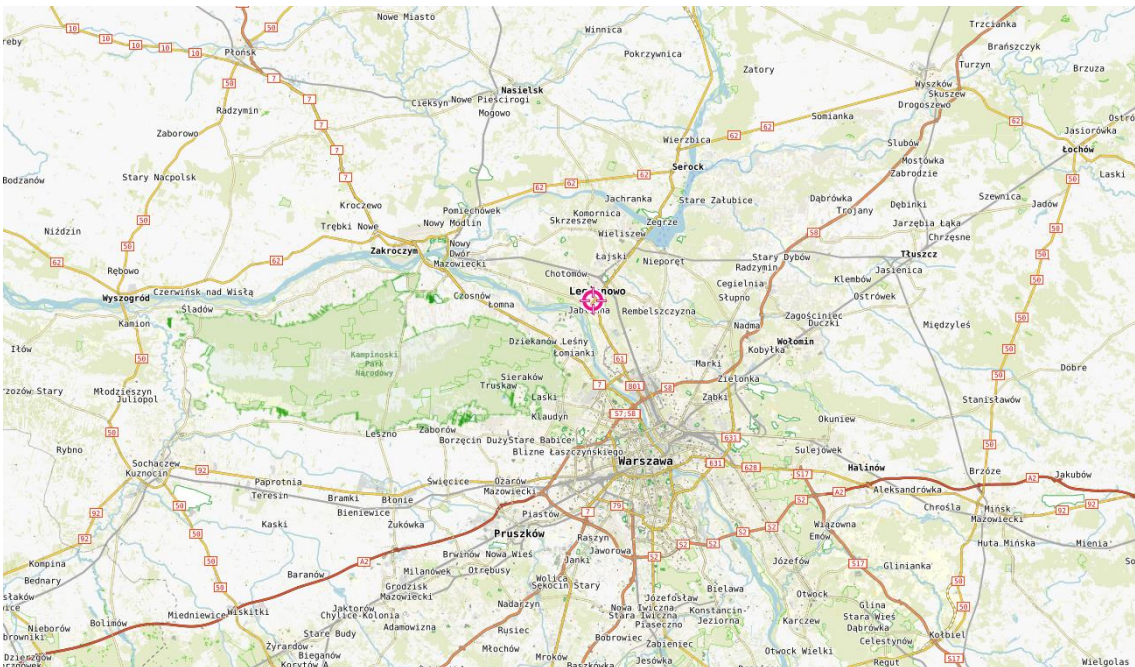 Nowe Miasto
Winnica
Trzcianka
Brańszczyk
Pokrzywnica
Płońsk
Zatory
Turzyn
Brzuza
Wyszków
Skuszew
Drogoszewo
Nasielsk
Cieksyn
Nowe Pieścirogi
Mogowo
Radzymin
Zaborowo
Somianka
Jasiorówka
Wierzbica
Ślubów
Łochów
Mostówka
Zabrodzie
Laski
Bodzanów
Stary Nacpolsk
Serock
Jachranka
Stare Załubice
Dąbrówka
Trojany
Dębinki
Szewnica
Jadów
Kroczewo
Pomiechówek
Komornica
Skrzeszew
Zegrze
Jarzębia Łąka
Chrzęsne
Trębki Nowe
Nowy Modlin
Wieliszew
Niździn
Zakroczym
Nowy
Dwór
Mazowiecki
Łajski
Nieporęt
Stary Dybów
Radzymin
Tłuszcz
Jasienica
Rębowo
Chotomów
Cegielnia
Klembów
Wyszogród
Czerwińsk nad Wisłą
Czosnów
Łomna
Słupno
Ostrówek
Śladów
Rembelszczyzna
Zagościniec
Duczki
Kamion
Nadma
Międzyleś
Iłów
Dziekanów Leśny
Łomianki
Kobyłka
Wołomin
Kampinoski
Park
Narodowy
Marki
Dobre
Sieraków
Truskaw
Zielonka
Młodzieszyn
Juliopol
Laski
Ząbki
Stanisławów
Klaudyn
Okuniew
Leszno
Zaborów
Borzęcin Duży
Stare Babice
Rybno
Blizne Łaszczyńskiego
Sulejówek
Sochaczew
Kuznocin
Warszawa
Halinów
Brzóze
Jakubów
Paprotnia
Teresin
Bramki
Błonie
Święcice
Ożarów
Mazowiecki
Aleksandrówka
Bieniewice
Chrośla
Mińsk
Mazowiecki
Kaski
Żukówka
Piastów
Pruszków
Raszyn
Wiązowna
Emów
Huta Mińska
Mienia
Jaworowa
Janki
Brwinów
Nowa Wieś
Otrębusy
Józefów
Glinianka
Kompina
Baranów
Milanówek
Grodzisk
Mazowiecki
Wolica
Sękocin Stary
Bednary
Bielawa
Otwock
Józefosław
Nowa Iwiczna
Stara Iwiczna
Konstancin-
Jeziorna
Glina
Stara Wieś
Dąbrówka
Celestynów
Nadarzyn
Jaktorów
Chylice-Kolonia
Adamowizna
Miedniewice
Wiskitki
Piaseczno
Karczew
Bolimów
Nieborów
Stare Budy
Rusiec
Bobrowiec
Kołbiel
Żyrardów
Bieganów
Młochów
Żabieniec
Mroków
Jesówka
Otwock Wielki
Regut
Wielgolas